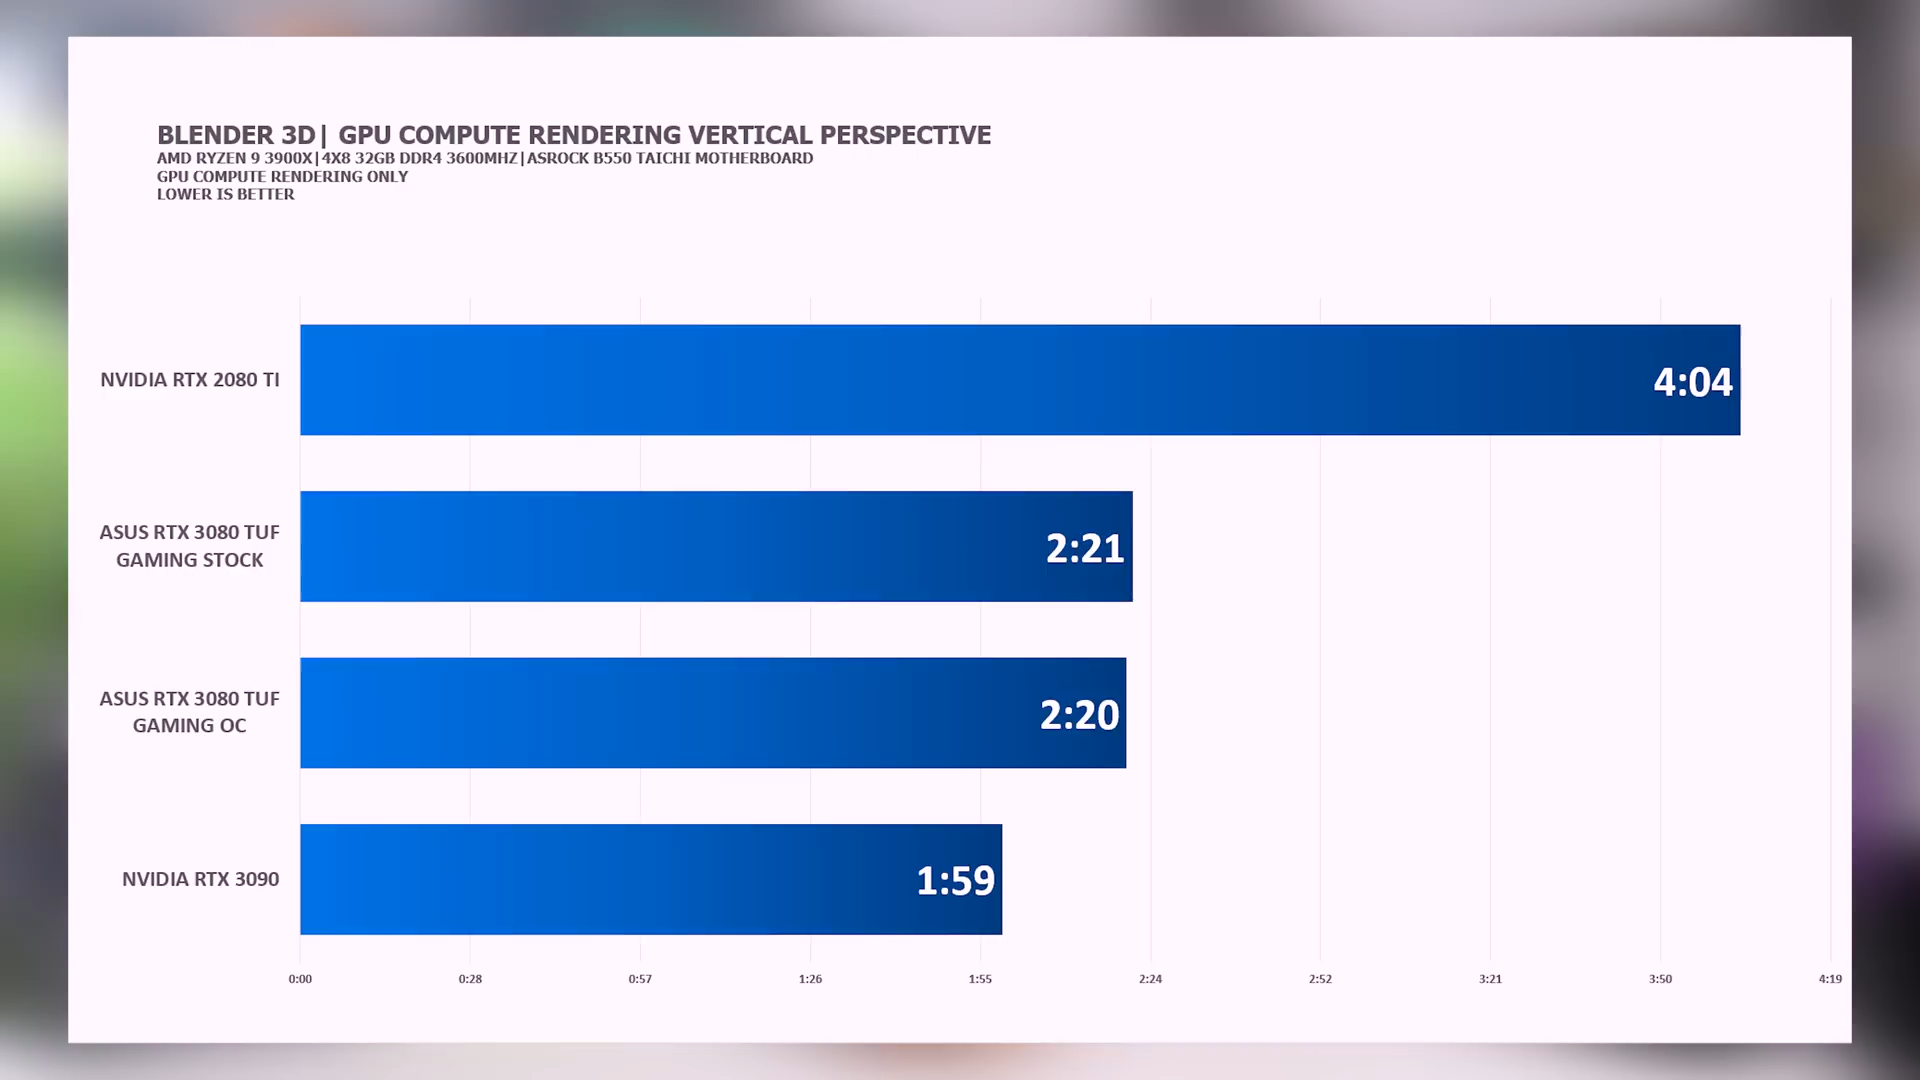 BLENDER 3D| GPU COMPUTE RENDERING VERTICAL PERSPECTIVE
AMD RYZEN 9 3900X|4X8 32GB DDR4 3600MHZ|ASROCK B550 TAICHI MOTHERBOARD
GPU COMPUTE RENDERING ONLY
LOWER IS BETTER
NVIDIA RTX 2080 TI
4:04
ASUS RTX 3080 TUF
GAMING STOCK
2:21
ASUS RTX 3080 TUF
GAMING OC
2:20
NVIDIA RTX 3090
1:59
0:00 0:28 0:57 1:26 1:55 2:24 2:52 3:21 3:50 4:19